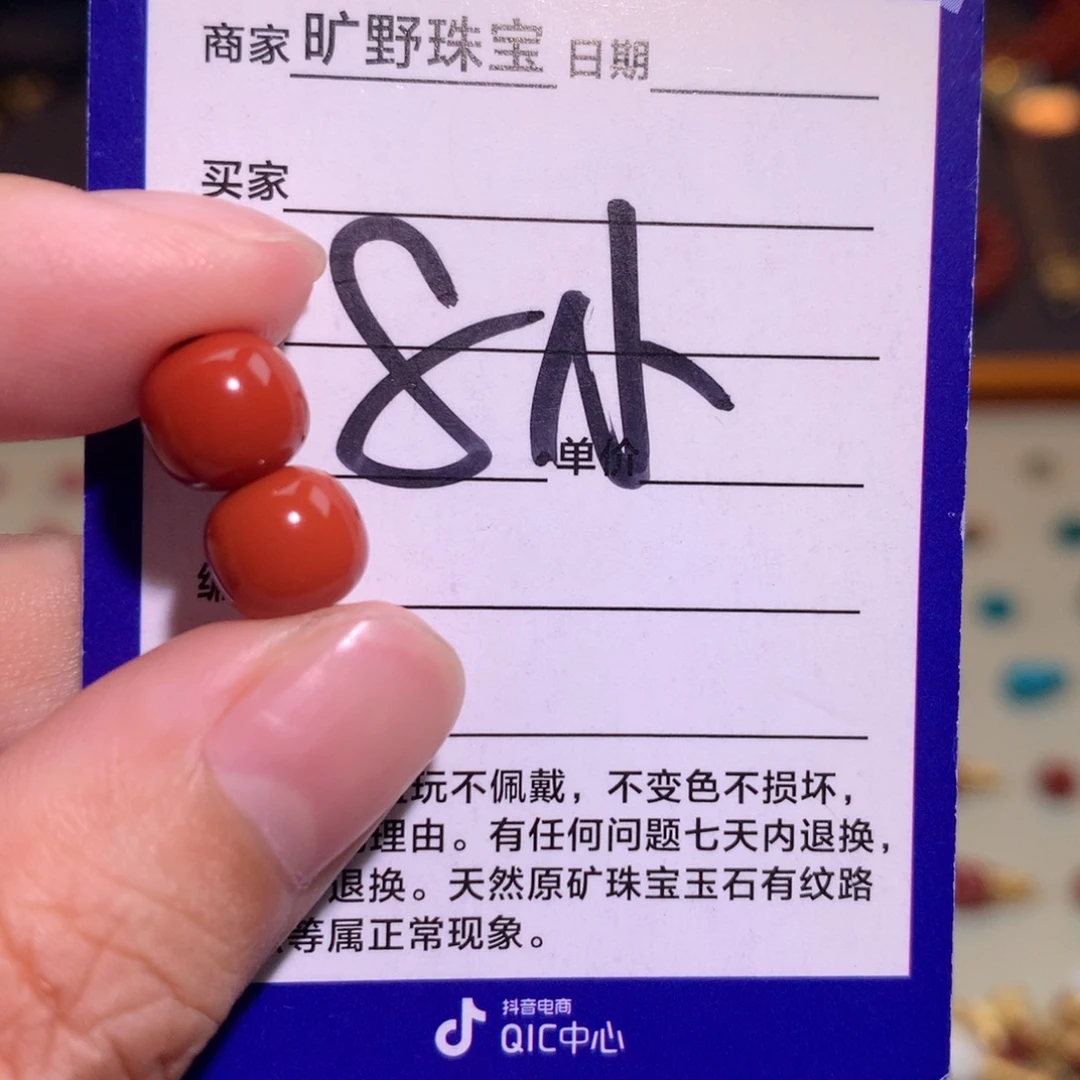 商家旷野珠宝 日期
买家
单价
编
玩不佩戴，不变色不损坏，
理由。有任何问题七天内退换，
退换。天然原矿珠宝玉石有纹路
等属正常现象。
抖音电商
QIC中心